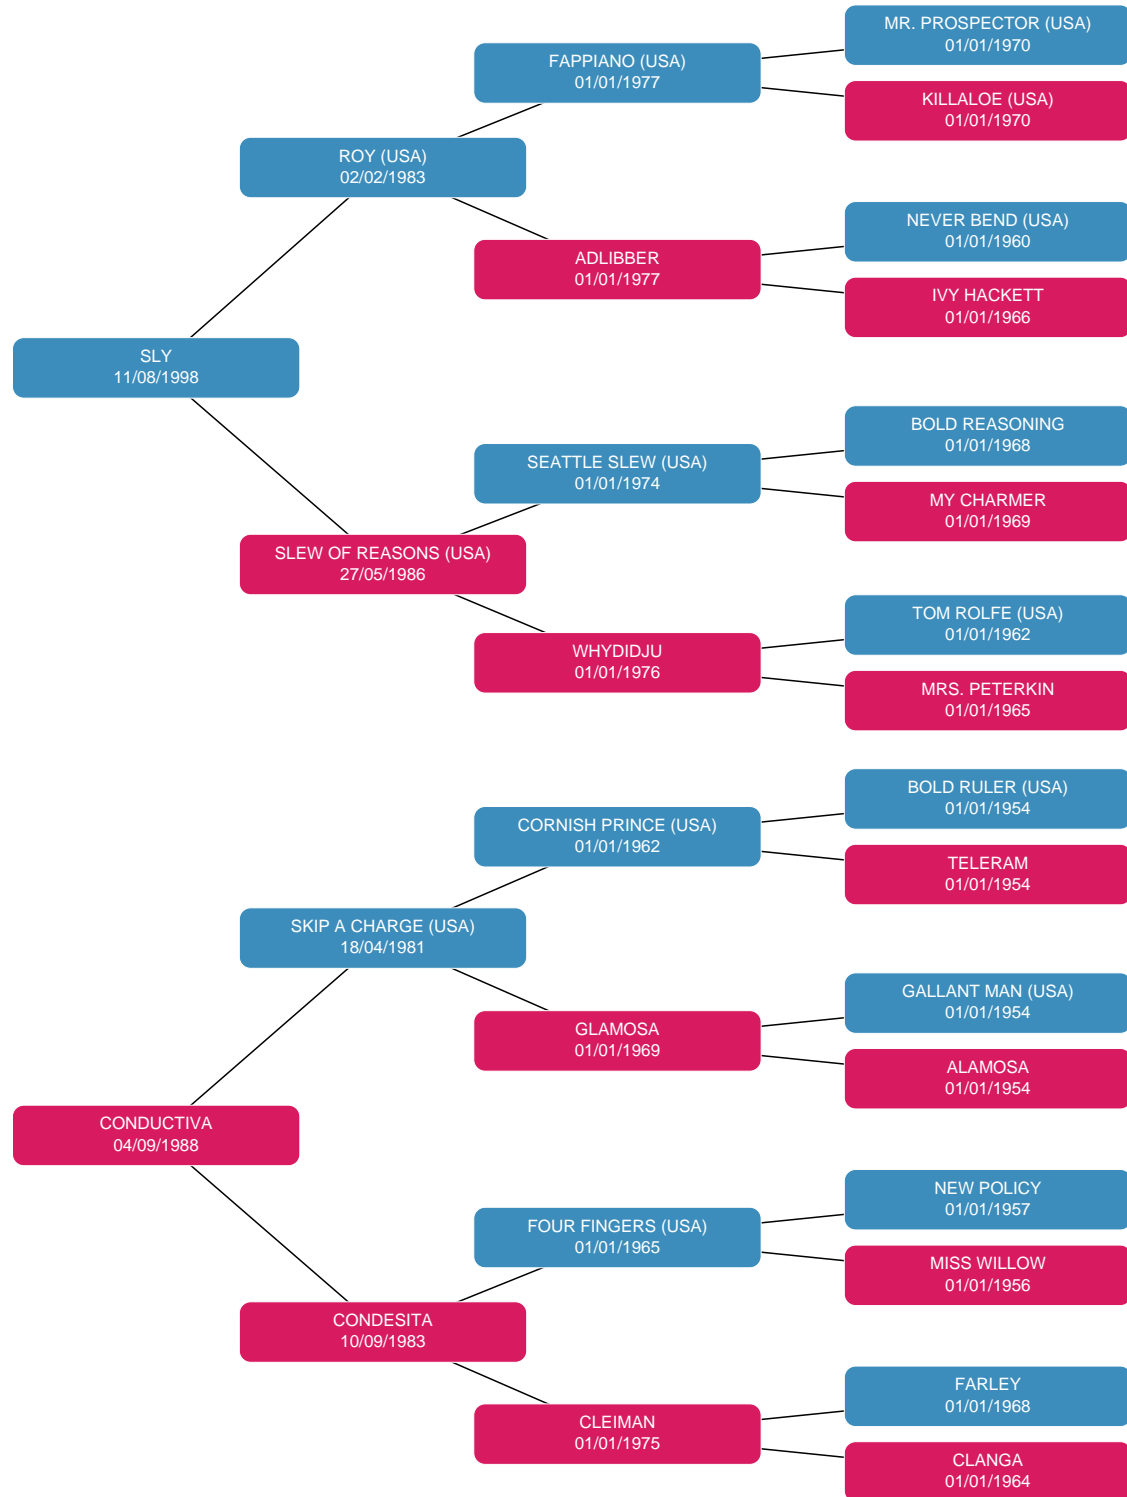 MR. PROSPECTOR (USA)
01/01/1970
FAPPIANO (USA)
01/01/1977
KILLALOE (USA)
01/01/1970
ROY (USA)
02/02/1983
NEVER BEND (USA)
01/01/1960
ADLIBBER
01/01/1977
IVY HACKETT
01/01/1966
SLY
11/08/1998
BOLD REASONING
01/01/1968
SEATTLE SLEW (USA)
01/01/1974
MY CHARMER
01/01/1969
SLEW OF REASONS (USA)
27/05/1986
TOM ROLFE (USA)
01/01/1962
WHYDIDJU
01/01/1976
MRS. PETERKIN
01/01/1965
BOLD RULER (USA)
01/01/1954
CORNISH PRINCE (USA)
01/01/1962
TELERAM
01/01/1954
SKIP A CHARGE (USA)
18/04/1981
GALLANT MAN (USA)
01/01/1954
GLAMOSA
01/01/1969
ALAMOSA
01/01/1954
CONDUCTIVA
04/09/1988
NEW POLICY
01/01/1957
FOUR FINGERS (USA)
01/01/1965
MISS WILLOW
01/01/1956
CONDESITA
10/09/1983
FARLEY
01/01/1968
CLEIMAN
01/01/1975
CLANGA
01/01/1964